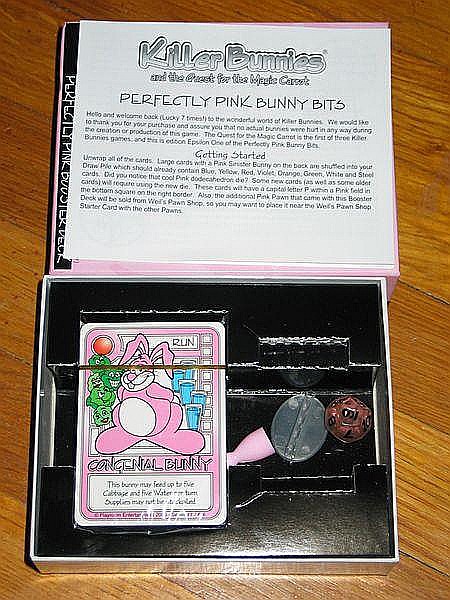 Killer Bunnies®
and the Quest for the Magic Carrot
PERFECTLY PINK BUNNY BITS
Hello and welcome back (Lucky 7 times!) to the wonderful world of Killer Bunnies. We would like
to thank you for your purchase and assure you that no actual bunnies were hurt in any way during
the creation or production of this game. The Quest for the Magic Carrot is the first of three Killer
Bunnies games, and this is edition Epsilon One of the Perfectly Pink Bunny Bits.
Getting Started
Unwrap all of the cards. Large cards with a Pink Sinister Bunny on the back are shuffled into your
Draw Pile which should already contain Blue, Yellow, Red, Violet, Orange, Green, White and Steel
cards. Did you notice that cool Pink dodecahedron die? Some new cards (as well as some older
cards) will require using the new die. These cards will have a capital letter P within a Pink field in
the bottom square on the right border. Also, the additional Pink Pawn that came with this Booster
Deck will be sold from Weil's Pawn Shop, so you may want to place it near the Weil's Pawn Shop
Starter Card with the other Pawns.
PERFECTLY PINK BOOSTER DECK
RUN
CONGENIAL BUNNY
This bunny may feed up to five
Cabbage and five Water per turn.
Supplies may not be stockpiled